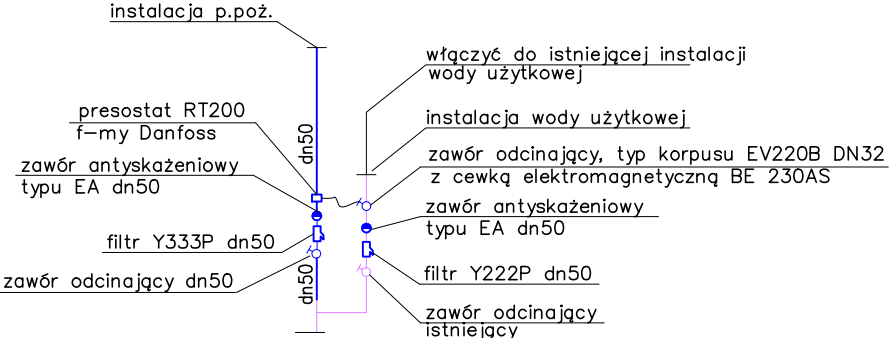 instalacja p.poż.
włączyć do istniejącej instalacji
wody użytkowej
presostat RT200
f-my Danfoss
dn50
instalacja wody użytkowej
zawór antyskażeniowy
typu EA dn50
zawór odcinający, typ korpusu EV220B DN32
z cewką elektromagnetyczną BE 230AS
zawór antyskażeniowy
typu EA dn50
filtr Y333P dn50
filtr Y222P dn50
zawór odcinający dn50
dn50
zawór odcinający
istniejący